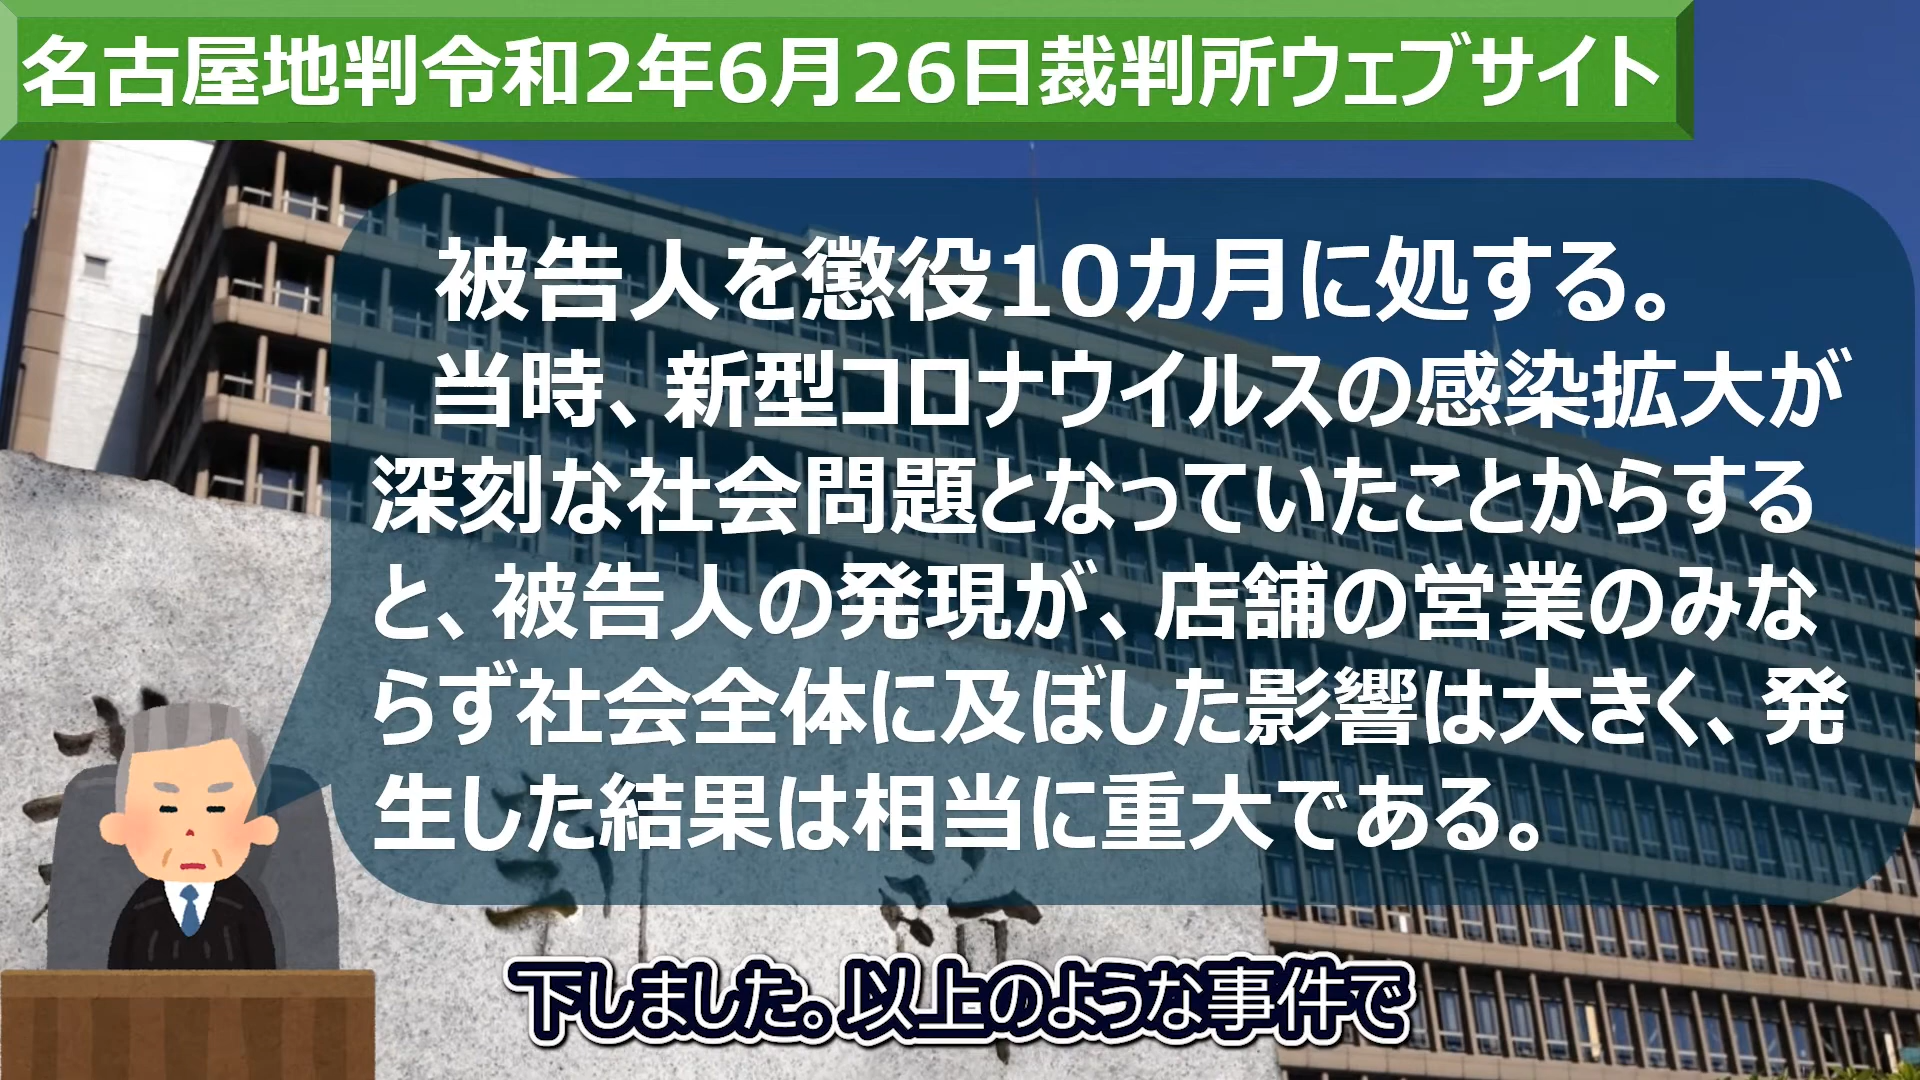 名古屋地判令和2年6月26日裁判所ウェブサイト
被告人を懲役10カ月に処する。
当時、新型コロナウイルスの感染拡大が
深刻な社会問題となっていたことからする
と、被告人の発現が、店舗の営業のみな
らず社会全体に及ぼした影響は大きく、発
生した結果は相当に重大である。
下しました。以上のような事件で